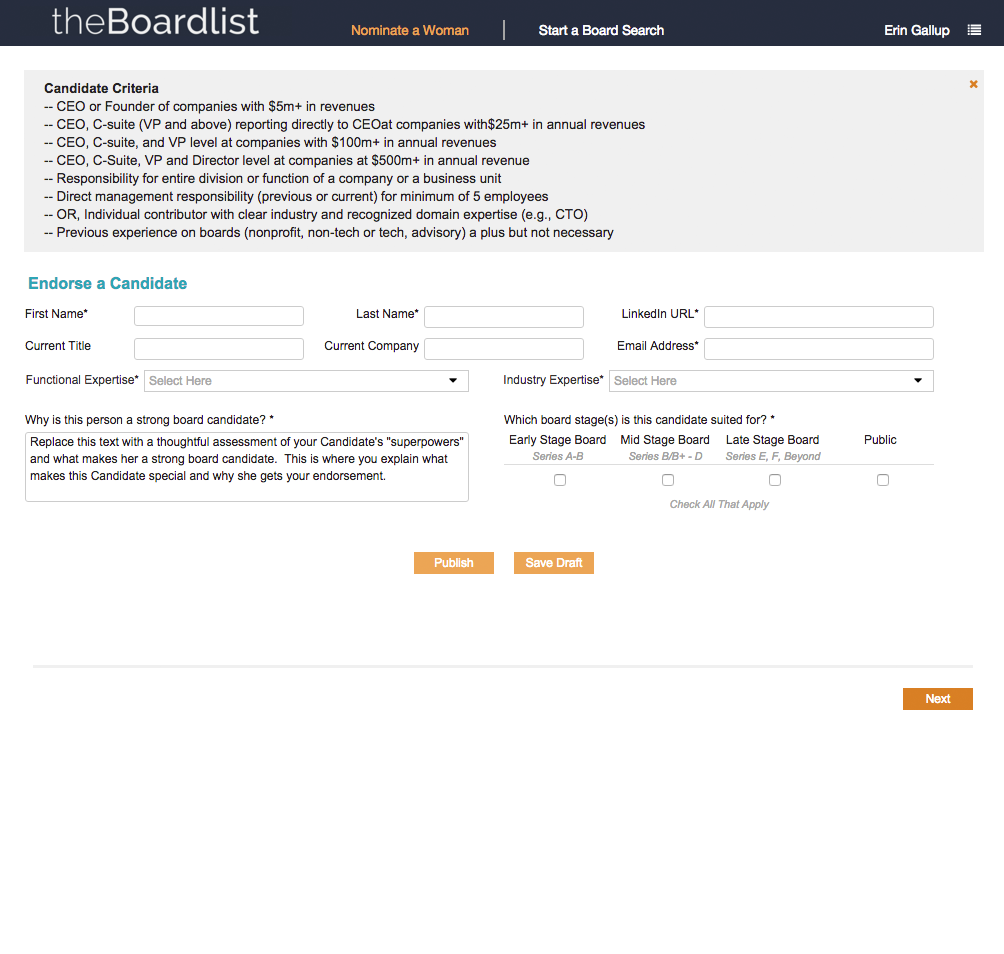 theBoardlist
Nominate a Woman | Start a Board Search Erin Gallup
Candidate Criteria
-- CEO or Founder of companies with $5m+ in revenues
-- CEO, C-suite (VP and above) reporting directly to CEOat companies with$25m+ in annual revenues
-- CEO, C-suite, and VP level at companies with $100m+ in annual revenues
-- CEO, C-Suite, VP and Director level at companies at $500m+ in annual revenue
-- Responsibility for entire division or function of a company or a business unit
-- Direct management responsibility (previous or current) for minimum of 5 employees
-- OR, Individual contributor with clear industry and recognized domain expertise (e.g., CTO)
-- Previous experience on boards (nonprofit, non-tech or tech, advisory) a plus but not necessary
Endorse a Candidate
First Name* Last Name* LinkedIn URL*
Current Title Current Company Email Address*
Functional Expertise* Select Here Industry Expertise* Select Here
Why is this person a strong board candidate? *
Replace this text with a thoughtful assessment of your Candidate's "superpowers"
and what makes her a strong board candidate. This is where you explain what
makes this Candidate special and why she gets your endorsement.
Which board stage(s) is this candidate suited for? *
Early Stage Board Mid Stage Board Late Stage Board Public
Series A-B Series B/B+ - D Series E, F, Beyond
Check All That Apply
Publish Save Draft
Next